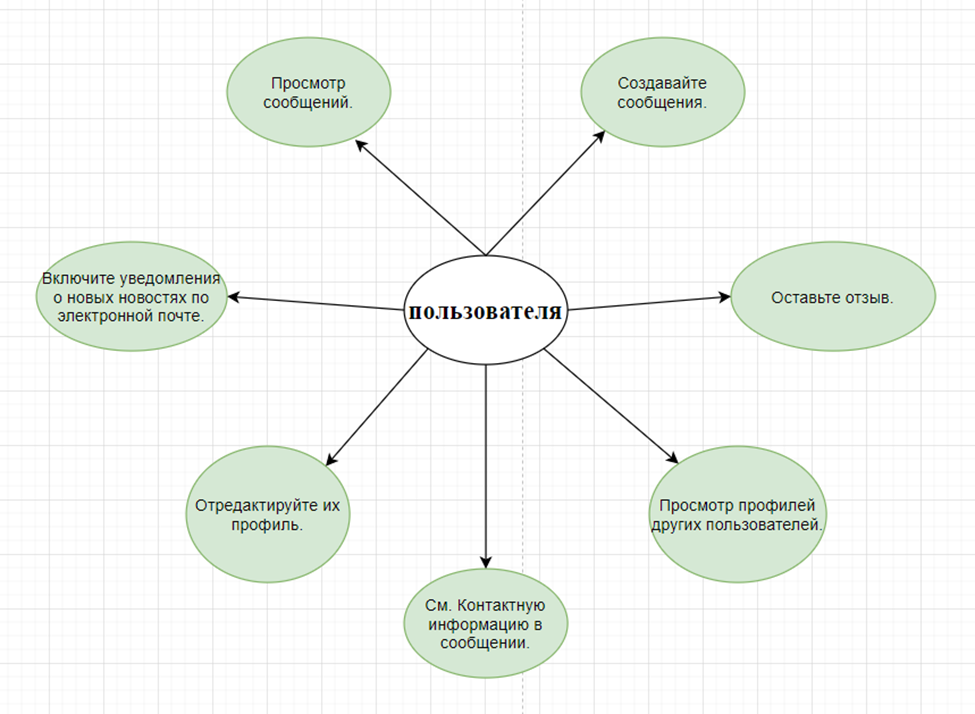 Просмотр
сообщений.
Создавайте
сообщения.
Включите уведомления
о новых новостях по
электронной почте.
пользователя
Оставьте отзыв.
Отредактируйте их
профиль.
Просмотр профилей
других пользователей.
См. Контактную
информацию в
сообщении.